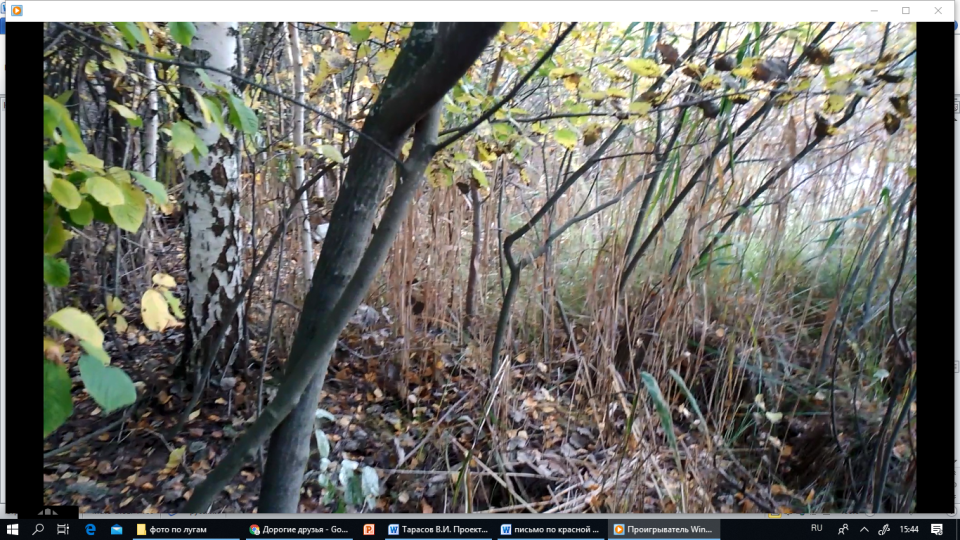 фото по лугам
Дорогие друзья - Go...
Тарасов В.И. Проект...
письмо по красной ...
Проигрыватель Win...
RU
15:44